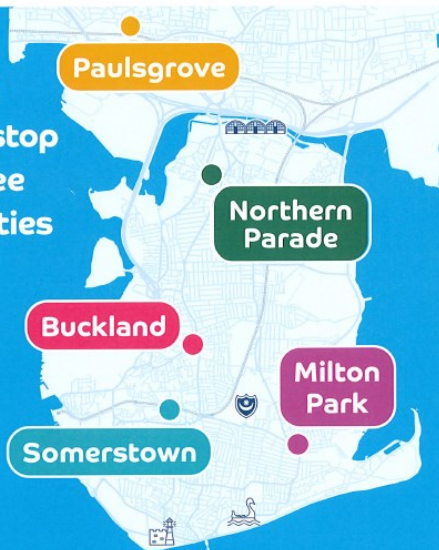 Paulsgrove
stop
ee
ties
Northern
Parade
Buckland
Milton
Park
Somerstown